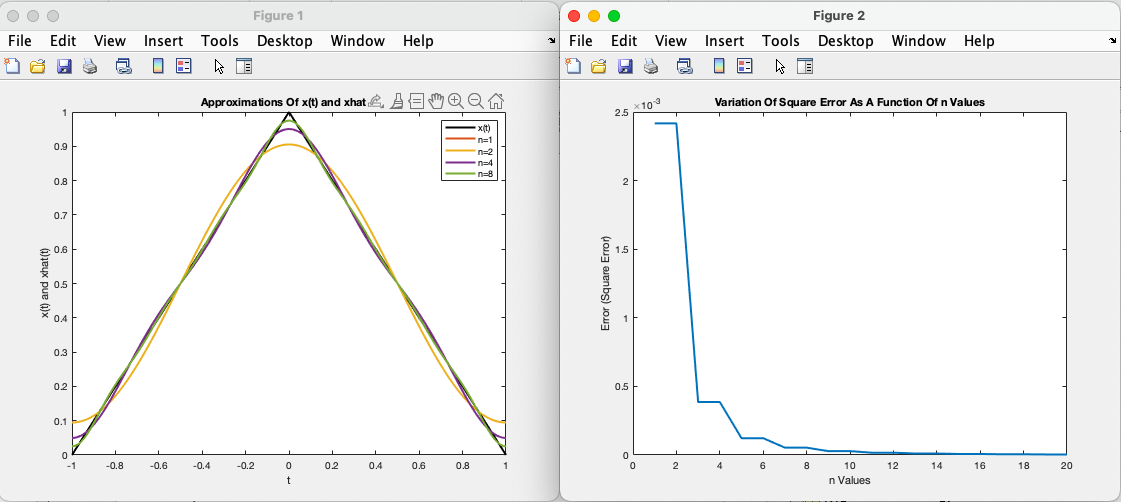 Figure 1
File Edit View Insert Tools Desktop Window Help
Approximations Of x(t) and xhat
x(t)
n=1
n=2
n=4
n=8
1
0.9
0.8
0.7
0.6
0.5
0.4
0.3
0.2
0.1
0
x(t) and xhat(t)
-1 -0.8 -0.6 -0.4 -0.2 0 0.2 0.4 0.6 0.8 1
t
Figure 2
File Edit View Insert Tools Desktop Window Help
Variation Of Square Error As A Function Of n Values
×10-3
2.5
2
1.5
1
0.5
0
Error (Square Error)
0 2 4 6 8 10 12 14 16 18 20
n Values